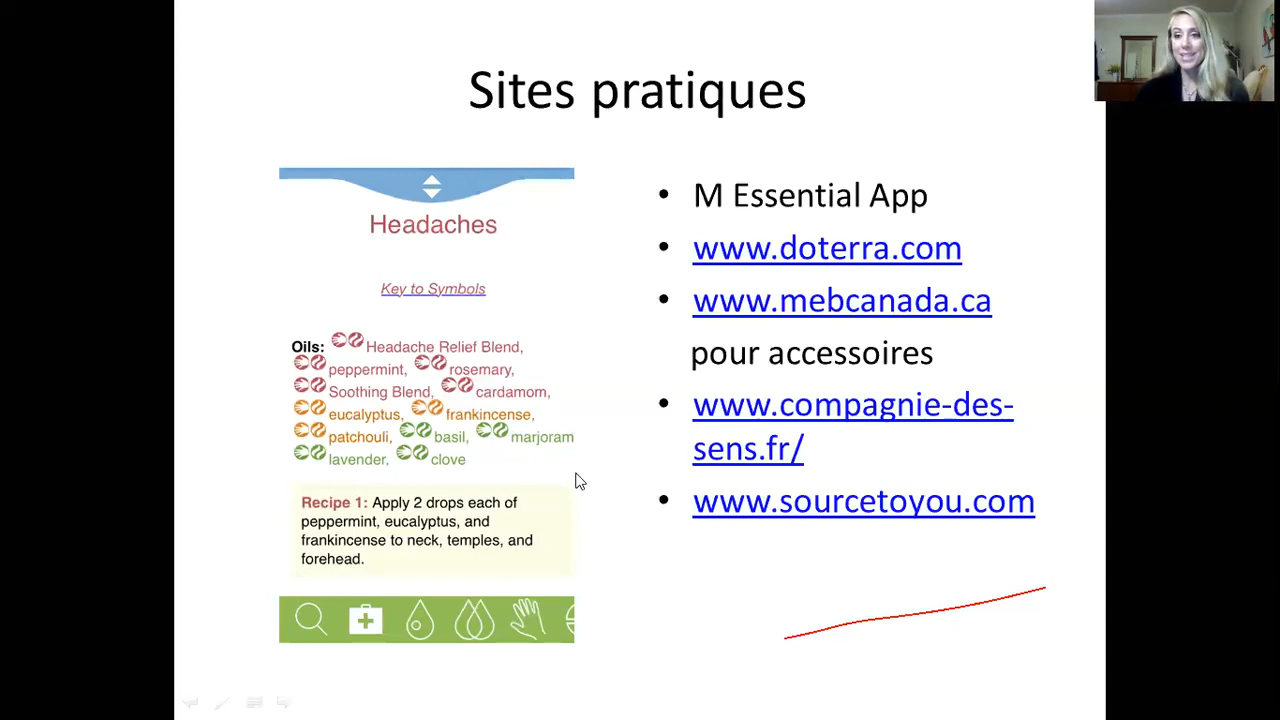 Sites pratiques
Headaches
Key to Symbols
Oils: Headache Relief Blend,
peppermint, rosemary,
Soothing Blend, cardamom,
eucalyptus, frankincense,
patchouli, basil, marjoram
lavender, clove
Recipe 1: Apply 2 drops each of
peppermint, eucalyptus, and
frankincense to neck, temples, and
forehead.
• M Essential App
• www.doterra.com
• www.mebcanada.ca
pour accessoires
• www.compagnie-des-
sens.fr/
• www.sourcetoyou.com